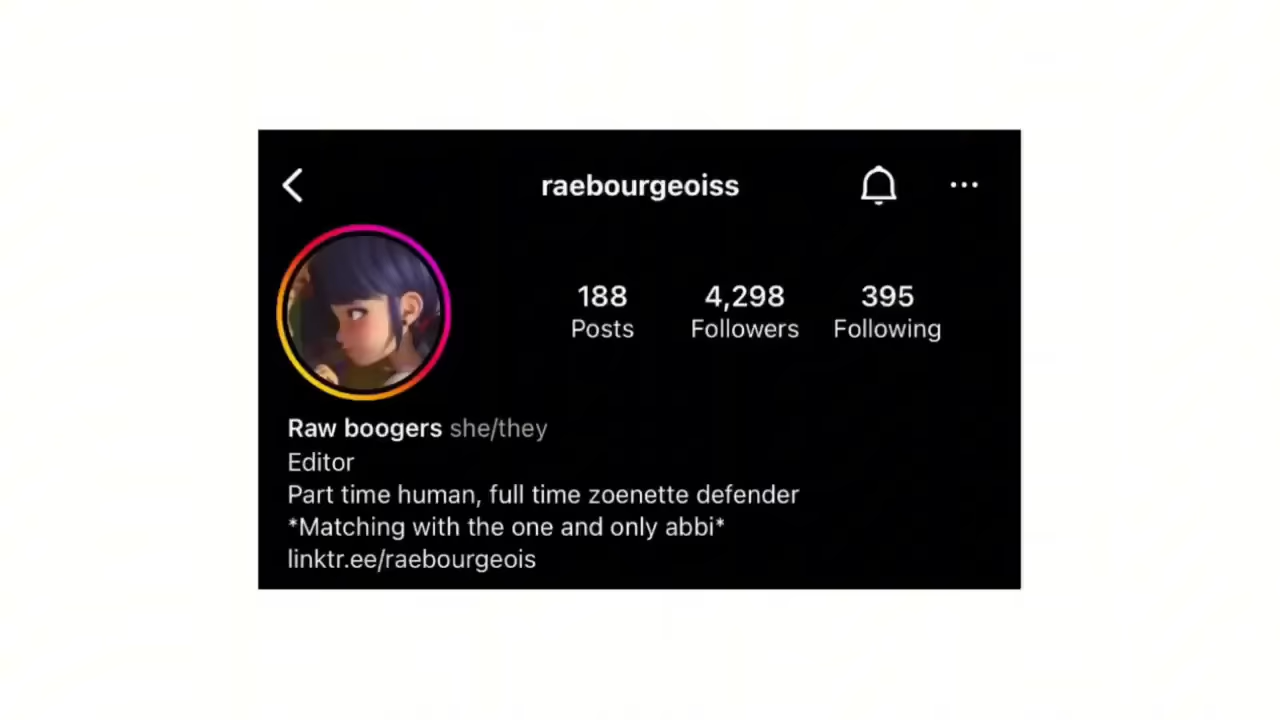 raebourgeoiss
188 4,298 395
Posts Followers Following
Raw boogers she/they
Editor
Part time human, full time zoenette defender
*Matching with the one and only abbi*
linktr.ee/raebourgeois